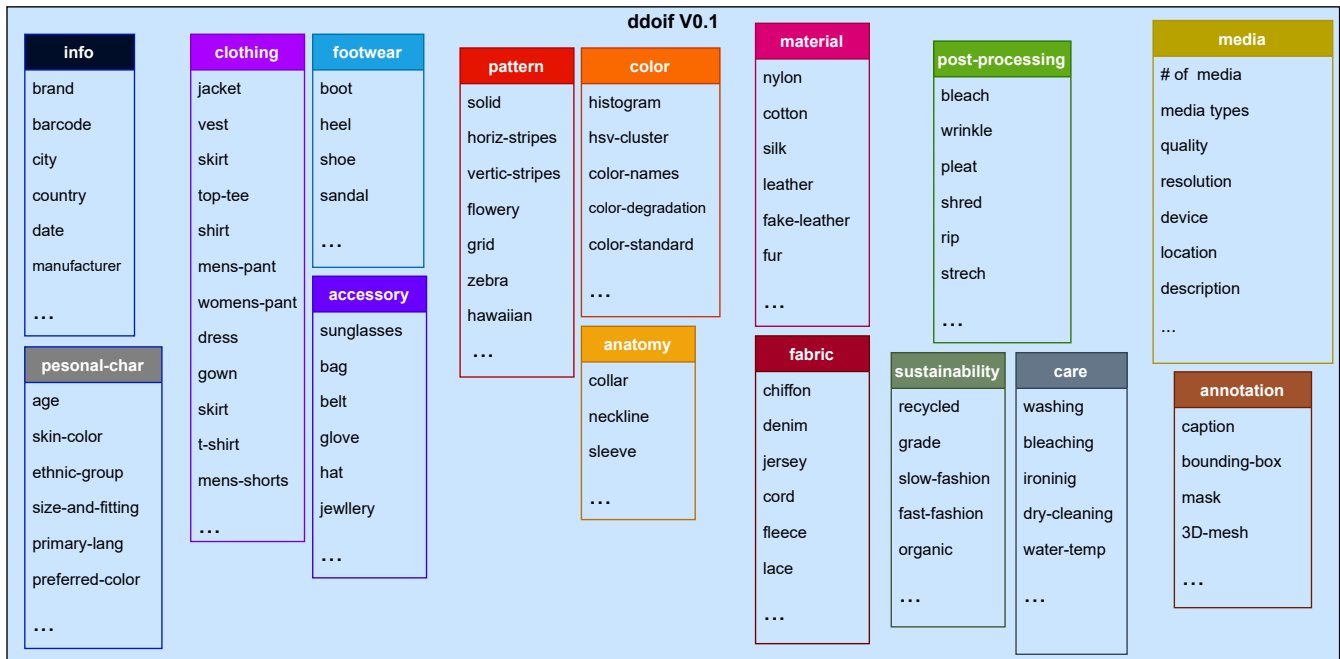 ddoif V0.1
info
brand
barcode
city
country
date
manufacturer
...
pesonal-char
age
skin-color
ethnic-group
size-and-fitting
primary-lang
preferred-color
...
clothing
jacket
vest
skirt
top-tee
shirt
mens-pant
womens-pant
dress
gown
skirt
t-shirt
mens-shorts
...
footwear
boot
heel
shoe
sandal
...
accessory
sunglasses
bag
belt
glove
hat
jewllery
...
pattern
solid
horiz-stripes
vertic-stripes
flowery
grid
zebra
hawaiian
...
color
histogram
hsv-cluster
color-names
color-degradation
color-standard
...
anatomy
collar
neckline
sleeve
...
material
nylon
cotton
silk
leather
fake-leather
fur
...
fabric
chiffon
denim
jersey
cord
fleece
lace
...
post-processing
bleach
wrinkle
pleat
shred
rip
strech
...
sustainability
recycled
grade
slow-fashion
fast-fashion
organic
...
care
washing
bleaching
ironinig
dry-cleaning
water-temp
...
media
# of media
media types
quality
resolution
device
location
description
...
annotation
caption
bounding-box
mask
3D-mesh
...